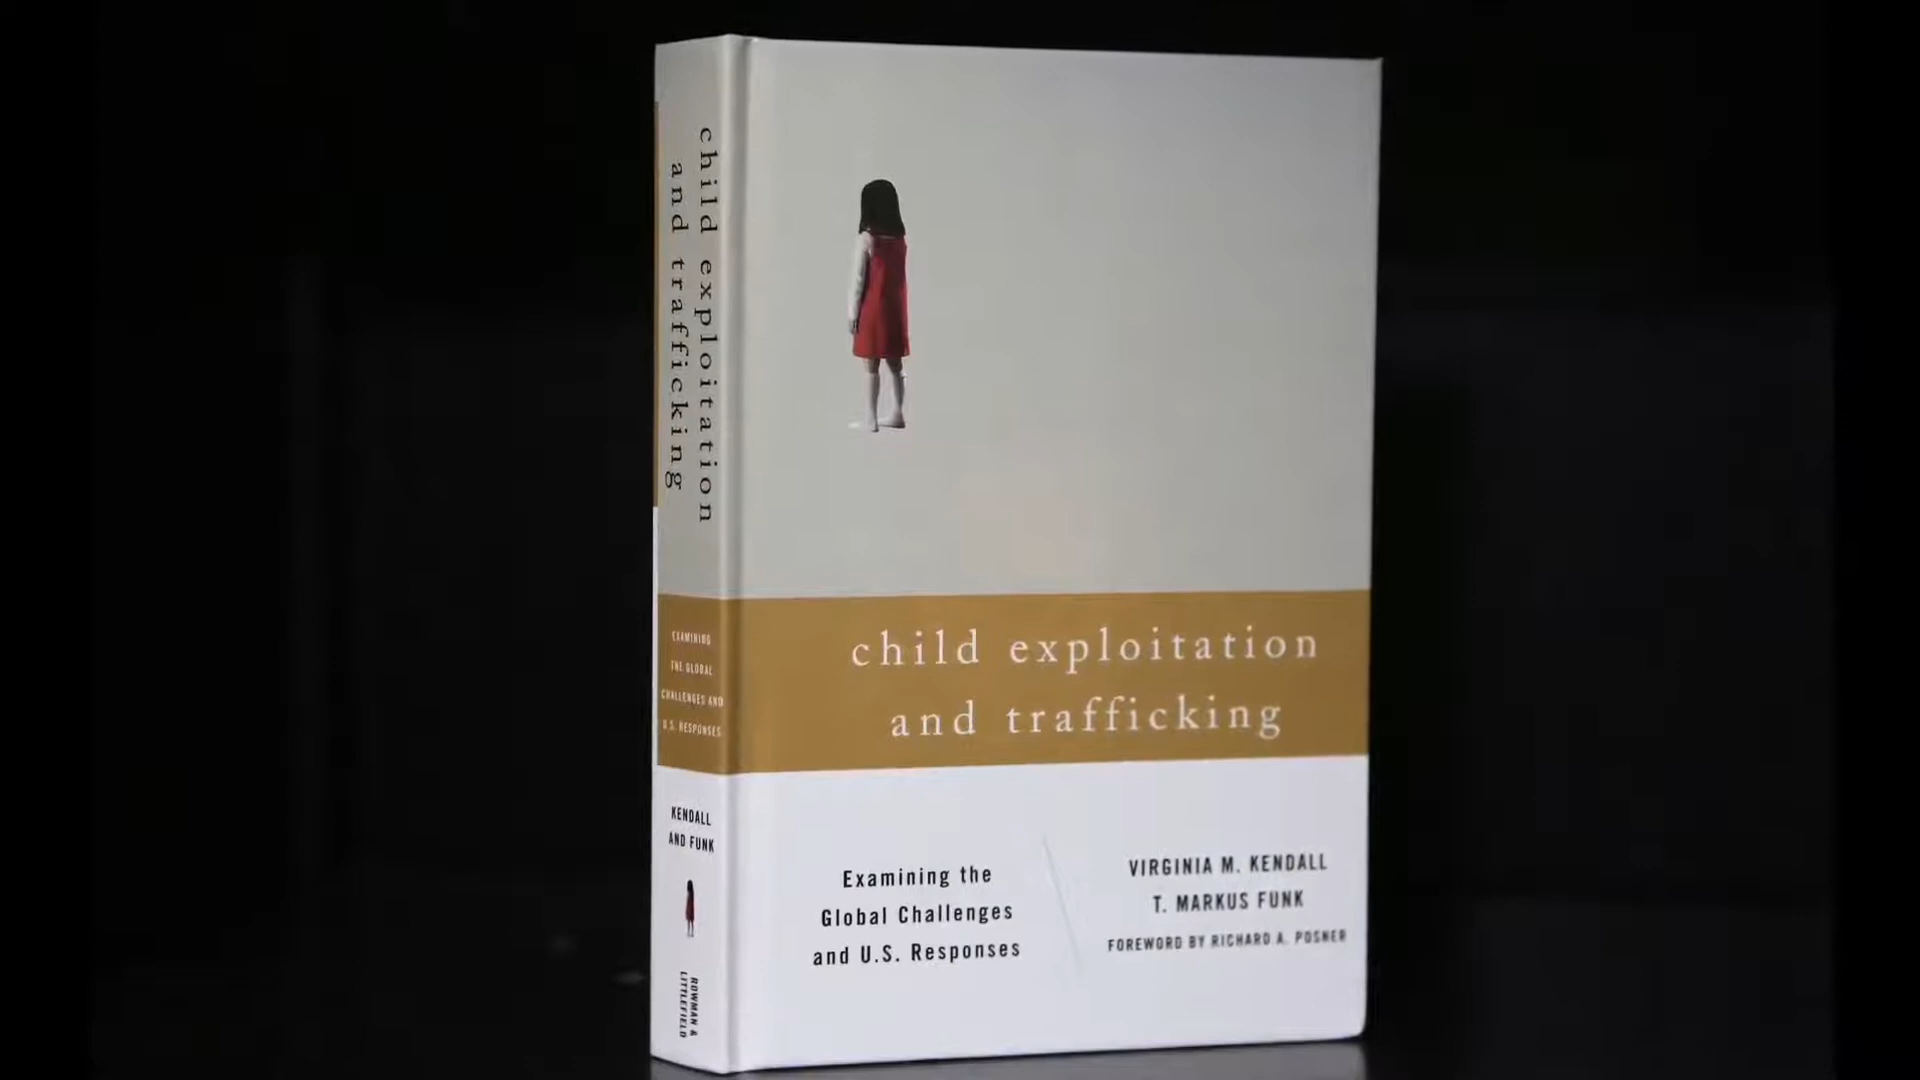 child exploitation
and trafficking
EXAMINING
THE GLOBAL
CHALLENGES AND
U.S. RESPONSES
KENDALL
AND FUNK
ROWMAN &
LITTLEFIELD
child exploitation
and trafficking
Examining the
Global Challenges
and U.S. Responses
VIRGINIA M. KENDALL
T. MARKUS FUNK
FOREWORD BY RICHARD A. POSNER